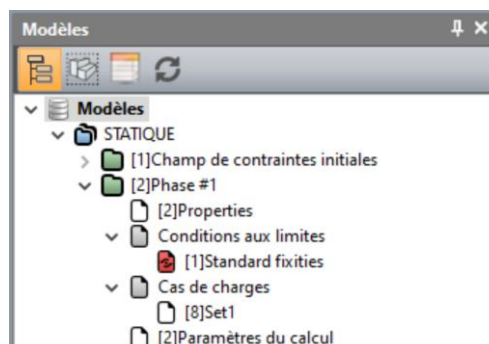 Modèles
Modèles
STATIQUE
[1]Champ de contraintes initiales
[2]Phase #1
[2]Properties
Conditions aux limites
[1]Standard fixities
Cas de charges
[8]Set1
[2]Paramètres du calcul